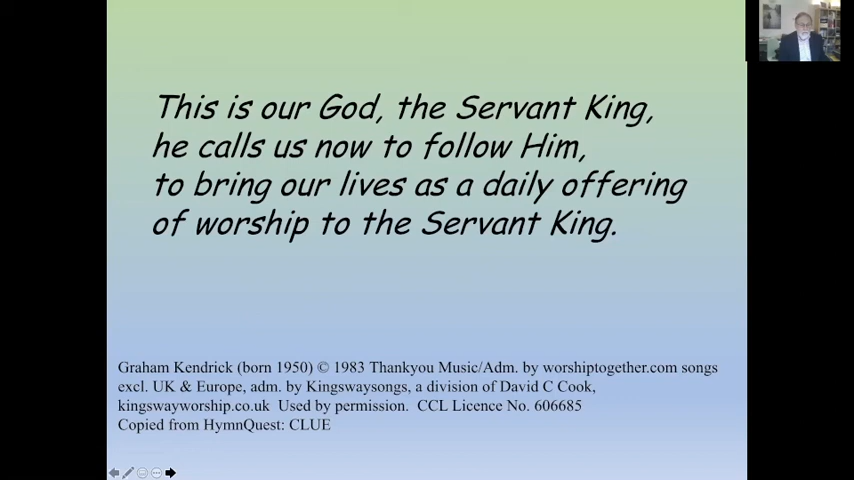 This is our God, the Servant King,
he calls us now to follow Him,
to bring our lives as a daily offering
of worship to the Servant King.
Graham Kendrick (born 1950) © 1983 Thankyou Music/Adm. by worshiptogether.com songs
excl. UK & Europe, adm. by Kingswaysongs, a division of David C Cook,
kingswayworship.co.uk  Used by permission.  CCL Licence No. 606685
Copied from HymnQuest: CLUE